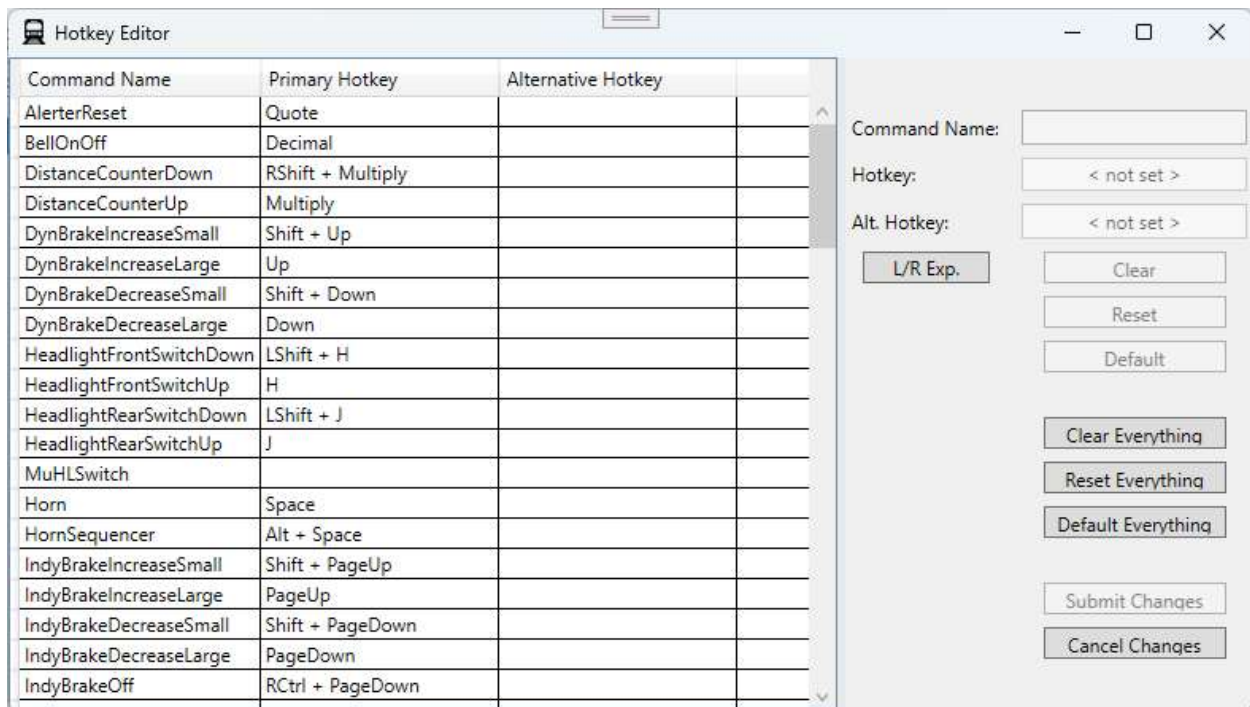 Hotkey Editor
Command Name Primary Hotkey Alternative Hotkey
AlerterReset Quote
BellOnOff Decimal
DistanceCounterDown RShift + Multiply
DistanceCounterUp Multiply
DynBrakeIncreaseSmall Shift + Up
DynBrakeIncreaseLarge Up
DynBrakeDecreaseSmall Shift + Down
DynBrakeDecreaseLarge Down
HeadlightFrontSwitchDown LShift + H
HeadlightFrontSwitchUp H
HeadlightRearSwitchDown LShift + J
HeadlightRearSwitchUp J
MuHLSwitch
Horn Space
HornSequencer Alt + Space
IndyBrakeIncreaseSmall Shift + PageUp
IndyBrakeIncreaseLarge PageUp
IndyBrakeDecreaseSmall Shift + PageDown
IndyBrakeDecreaseLarge PageDown
IndyBrakeOff RCtrl + PageDown
Command Name:
Hotkey: < not set >
Alt. Hotkey: < not set >
L/R Exp. Clear
Reset
Default
Clear Everything
Reset Everything
Default Everything
Submit Changes
Cancel Changes